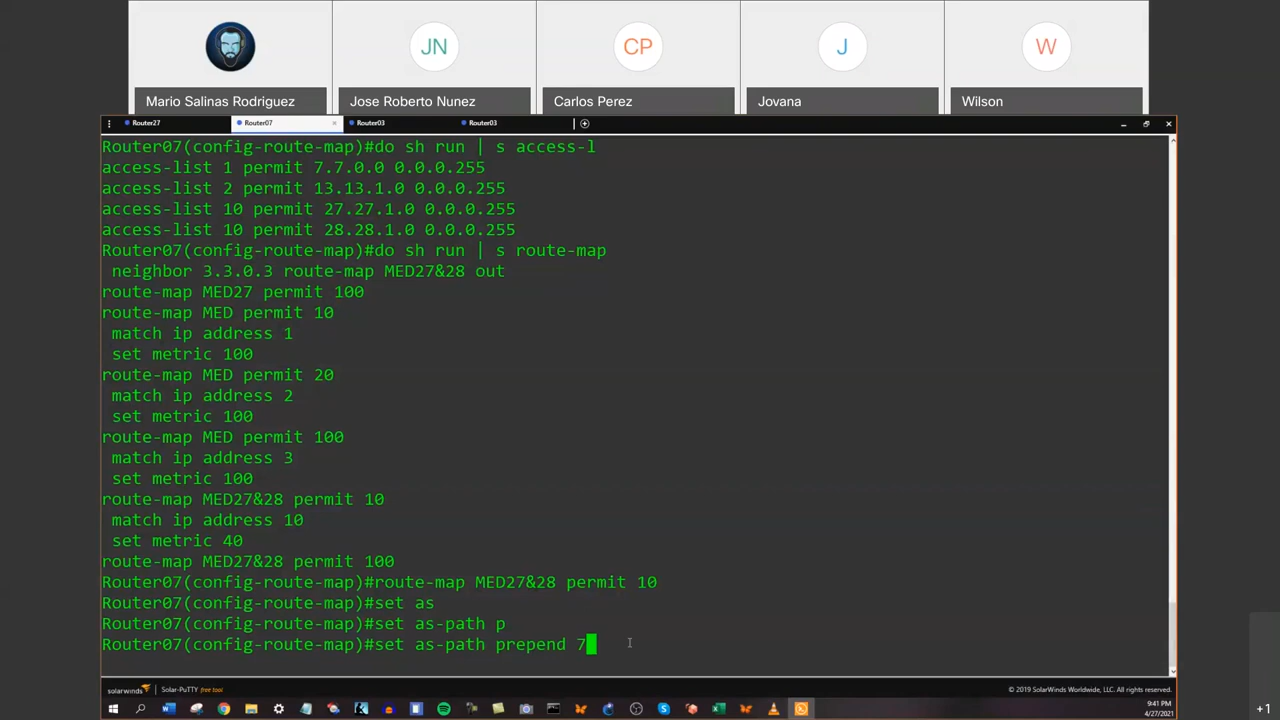 JN
CP
J
W
Mario Salinas Rodriguez
Jose Roberto Nunez
Carlos Perez
Jovana
Wilson
Router27
Router07
Router03
Router03
Router07(config-route-map)#do sh run | s access-l
access-list 1 permit 7.7.0.0 0.0.0.255
access-list 2 permit 13.13.1.0 0.0.0.255
access-list 10 permit 27.27.1.0 0.0.0.255
access-list 10 permit 28.28.1.0 0.0.0.255
Router07(config-route-map)#do sh run | s route-map
 neighbor 3.3.0.3 route-map MED27&28 out
route-map MED27 permit 100
route-map MED permit 10
 match ip address 1
 set metric 100
route-map MED permit 20
 match ip address 2
 set metric 100
route-map MED permit 100
 match ip address 3
 set metric 100
route-map MED27&28 permit 10
 match ip address 10
 set metric 40
route-map MED27&28 permit 100
Router07(config-route-map)#route-map MED27&28 permit 10
Router07(config-route-map)#set as
Router07(config-route-map)#set as-path p
Router07(config-route-map)#set as-path prepend 7
solarwinds
Solar-PuTTY free tool
© 2019 SolarWinds Worldwide, LLC. All rights reserved.
9:41 PM
4/27/2021
+1